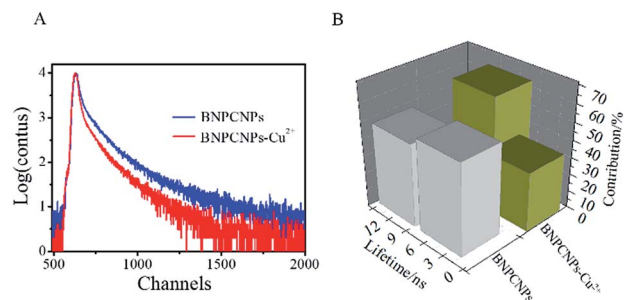 A
B
Log(contus)
4
3
2
1
0
BNPCNPs
BNPCNPs-Cu²⁺
500
1000
1500
2000
Channels
70
60
50
40
30
20
10
0
Contribution/%
12
9
6
3
0
Lifetime/ns
BNPCNPs
BNPCNPs-Cu²⁺